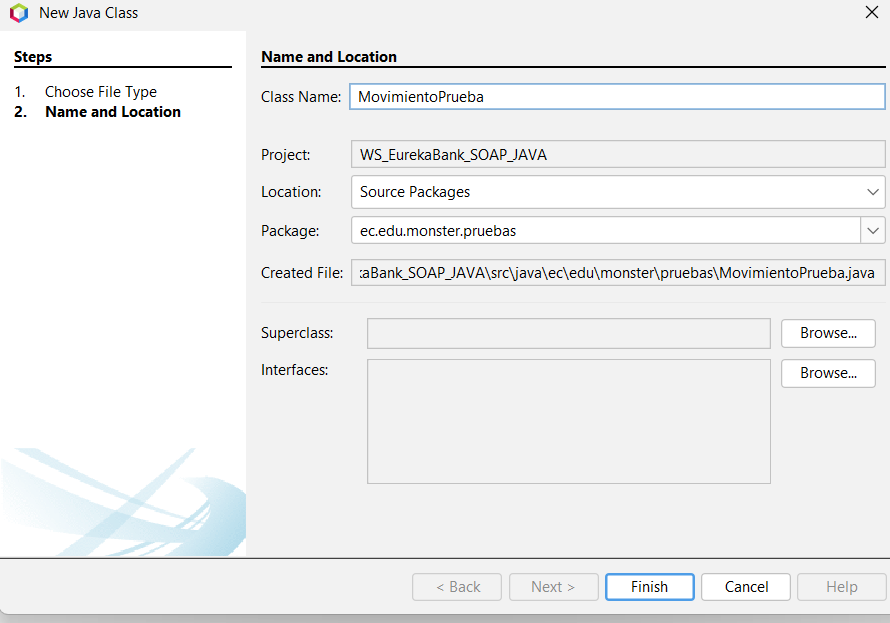 New Java Class
Steps
1. Choose File Type
2. Name and Location
Name and Location
Class Name: MovimientoPrueba
Project: WS_EurekaBank_SOAP_JAVA
Location: Source Packages
Package: ec.edu.monster.pruebas
Created File: aBank_SOAP_JAVA\src\java\ec\edu\monster\pruebas\MovimientoPrueba.java
Superclass: Browse...
Interfaces: Browse...
< Back Next > Finish Cancel Help